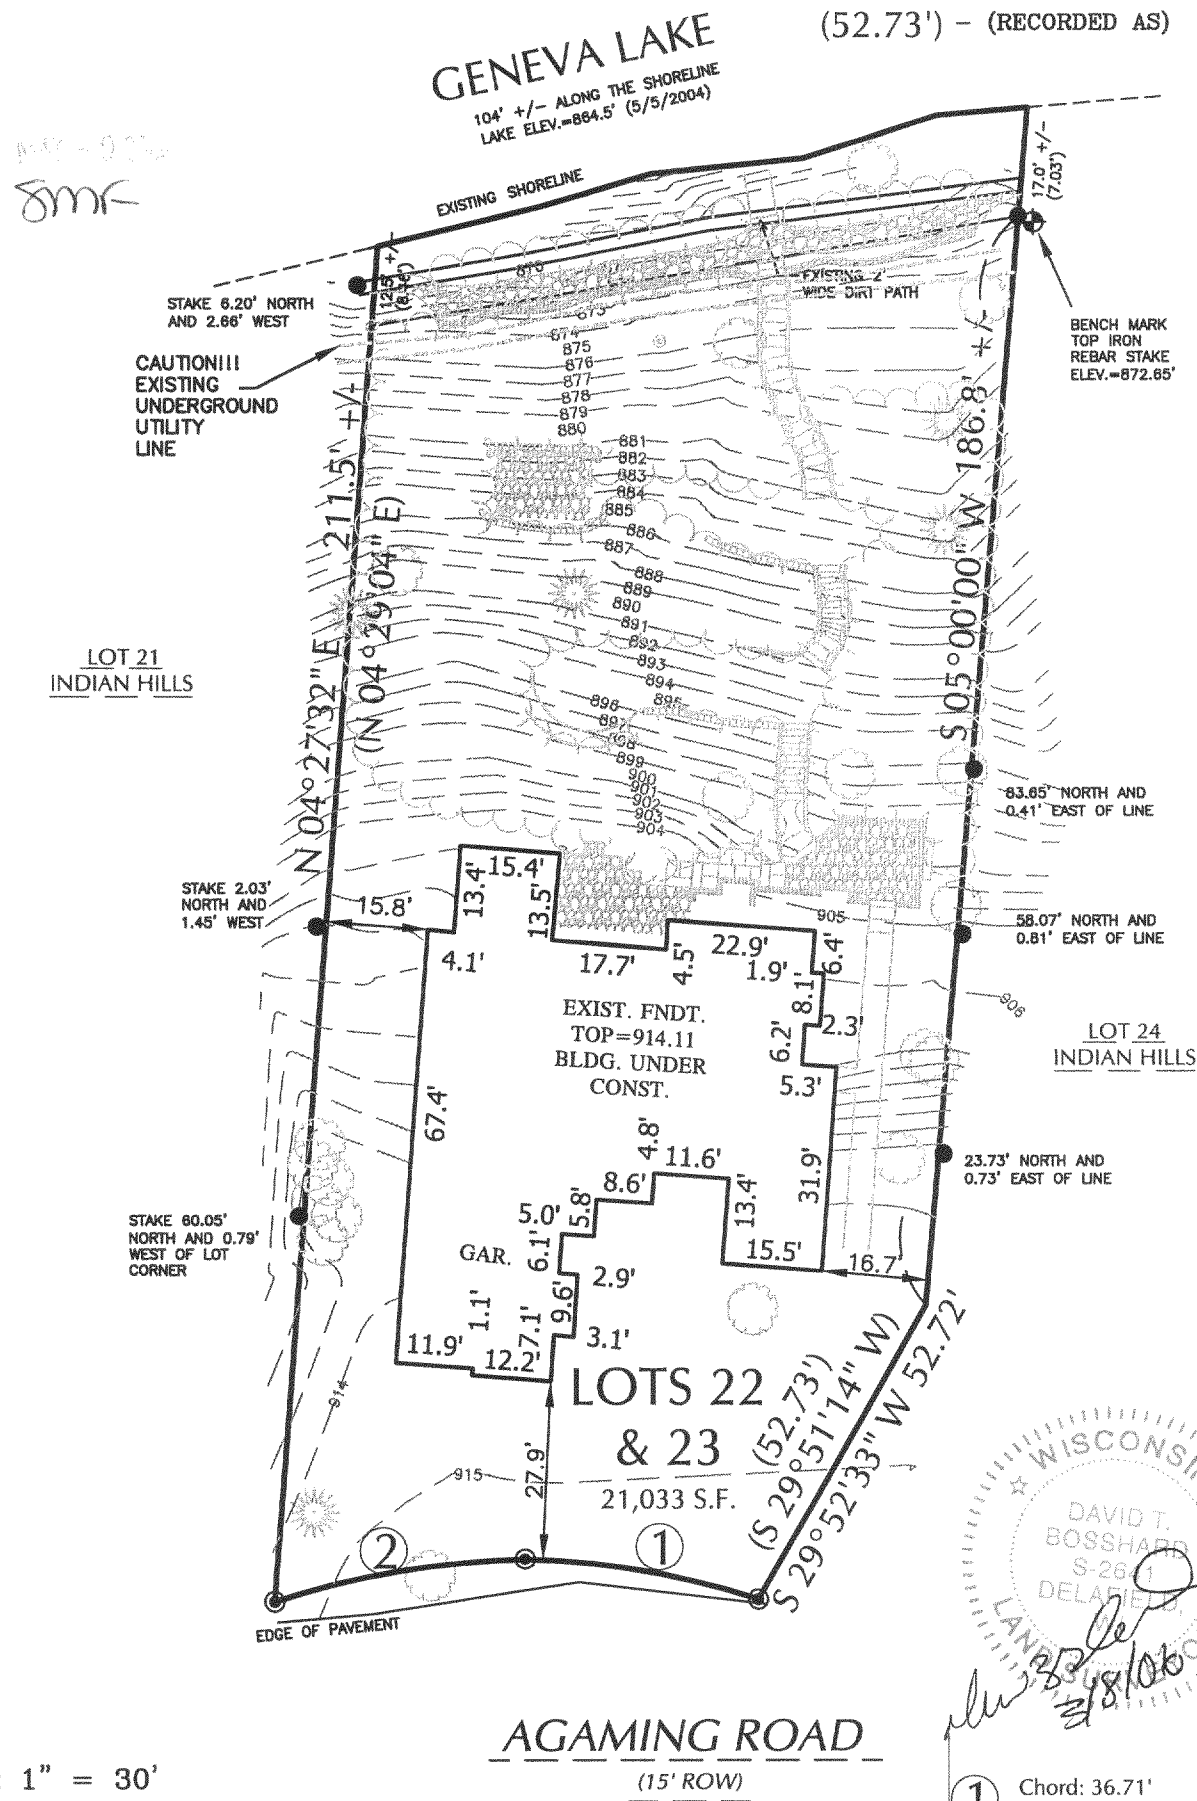 (52.73') - (RECORDED AS)
GENEVA LAKE
104' +/- ALONG THE SHORELINE
LAKE ELEV.=864.5' (5/5/2004)
EXISTING SHORELINE
17.0' +/-
(7.03')
12.5' +/-
STAKE 6.20' NORTH
AND 2.66' WEST
EXISTING 2'
WIDE DIRT PATH
BENCH MARK
TOP IRON
REBAR STAKE
ELEV.=872.65'
CAUTION!!!
EXISTING
UNDERGROUND
UTILITY
LINE
873
874
875
876
877
878
879
880
881
882
883
884
885
886
887
888
889
890
891
892
893
894
895
896
897
898
899
900
901
902
903
904
N 04°27'32" E 211.5' +/-
(N 04°29'04" E)
S 05°00'00" W 186.8' +/-
LOT 21
INDIAN HILLS
83.65' NORTH AND
0.41' EAST OF LINE
STAKE 2.03'
NORTH AND
1.45' WEST
15.8'
15.4'
13.4'
13.5'
4.1'
17.7'
4.5'
22.9'
1.9'
6.4'
905
58.07' NORTH AND
0.81' EAST OF LINE
8.1'
2.3'
6.2'
5.3'
906
EXIST. FNDT.
TOP=914.11
BLDG. UNDER
CONST.
LOT 24
INDIAN HILLS
67.4'
4.8'
11.6'
8.6'
5.8'
5.0'
6.1'
13.4'
31.9'
15.5'
16.7'
23.73' NORTH AND
0.73' EAST OF LINE
STAKE 60.05'
NORTH AND 0.79'
WEST OF LOT
CORNER
GAR.
2.9'
9.6'
3.1'
1.1'
7.1'
11.9'
12.2'
914
LOTS 22
& 23
21,033 S.F.
27.9'
915
(52.73')
(S 29°51'14" W)
S 29°52'33" W 52.72'
2
1
EDGE OF PAVEMENT
WISCONSI
DAVID T.
BOSSHARD
S-2641
DELAFIELD,
LAND SURVEYO
AGAMING ROAD
(15' ROW)
1" = 30'
1 Chord: 36.71'